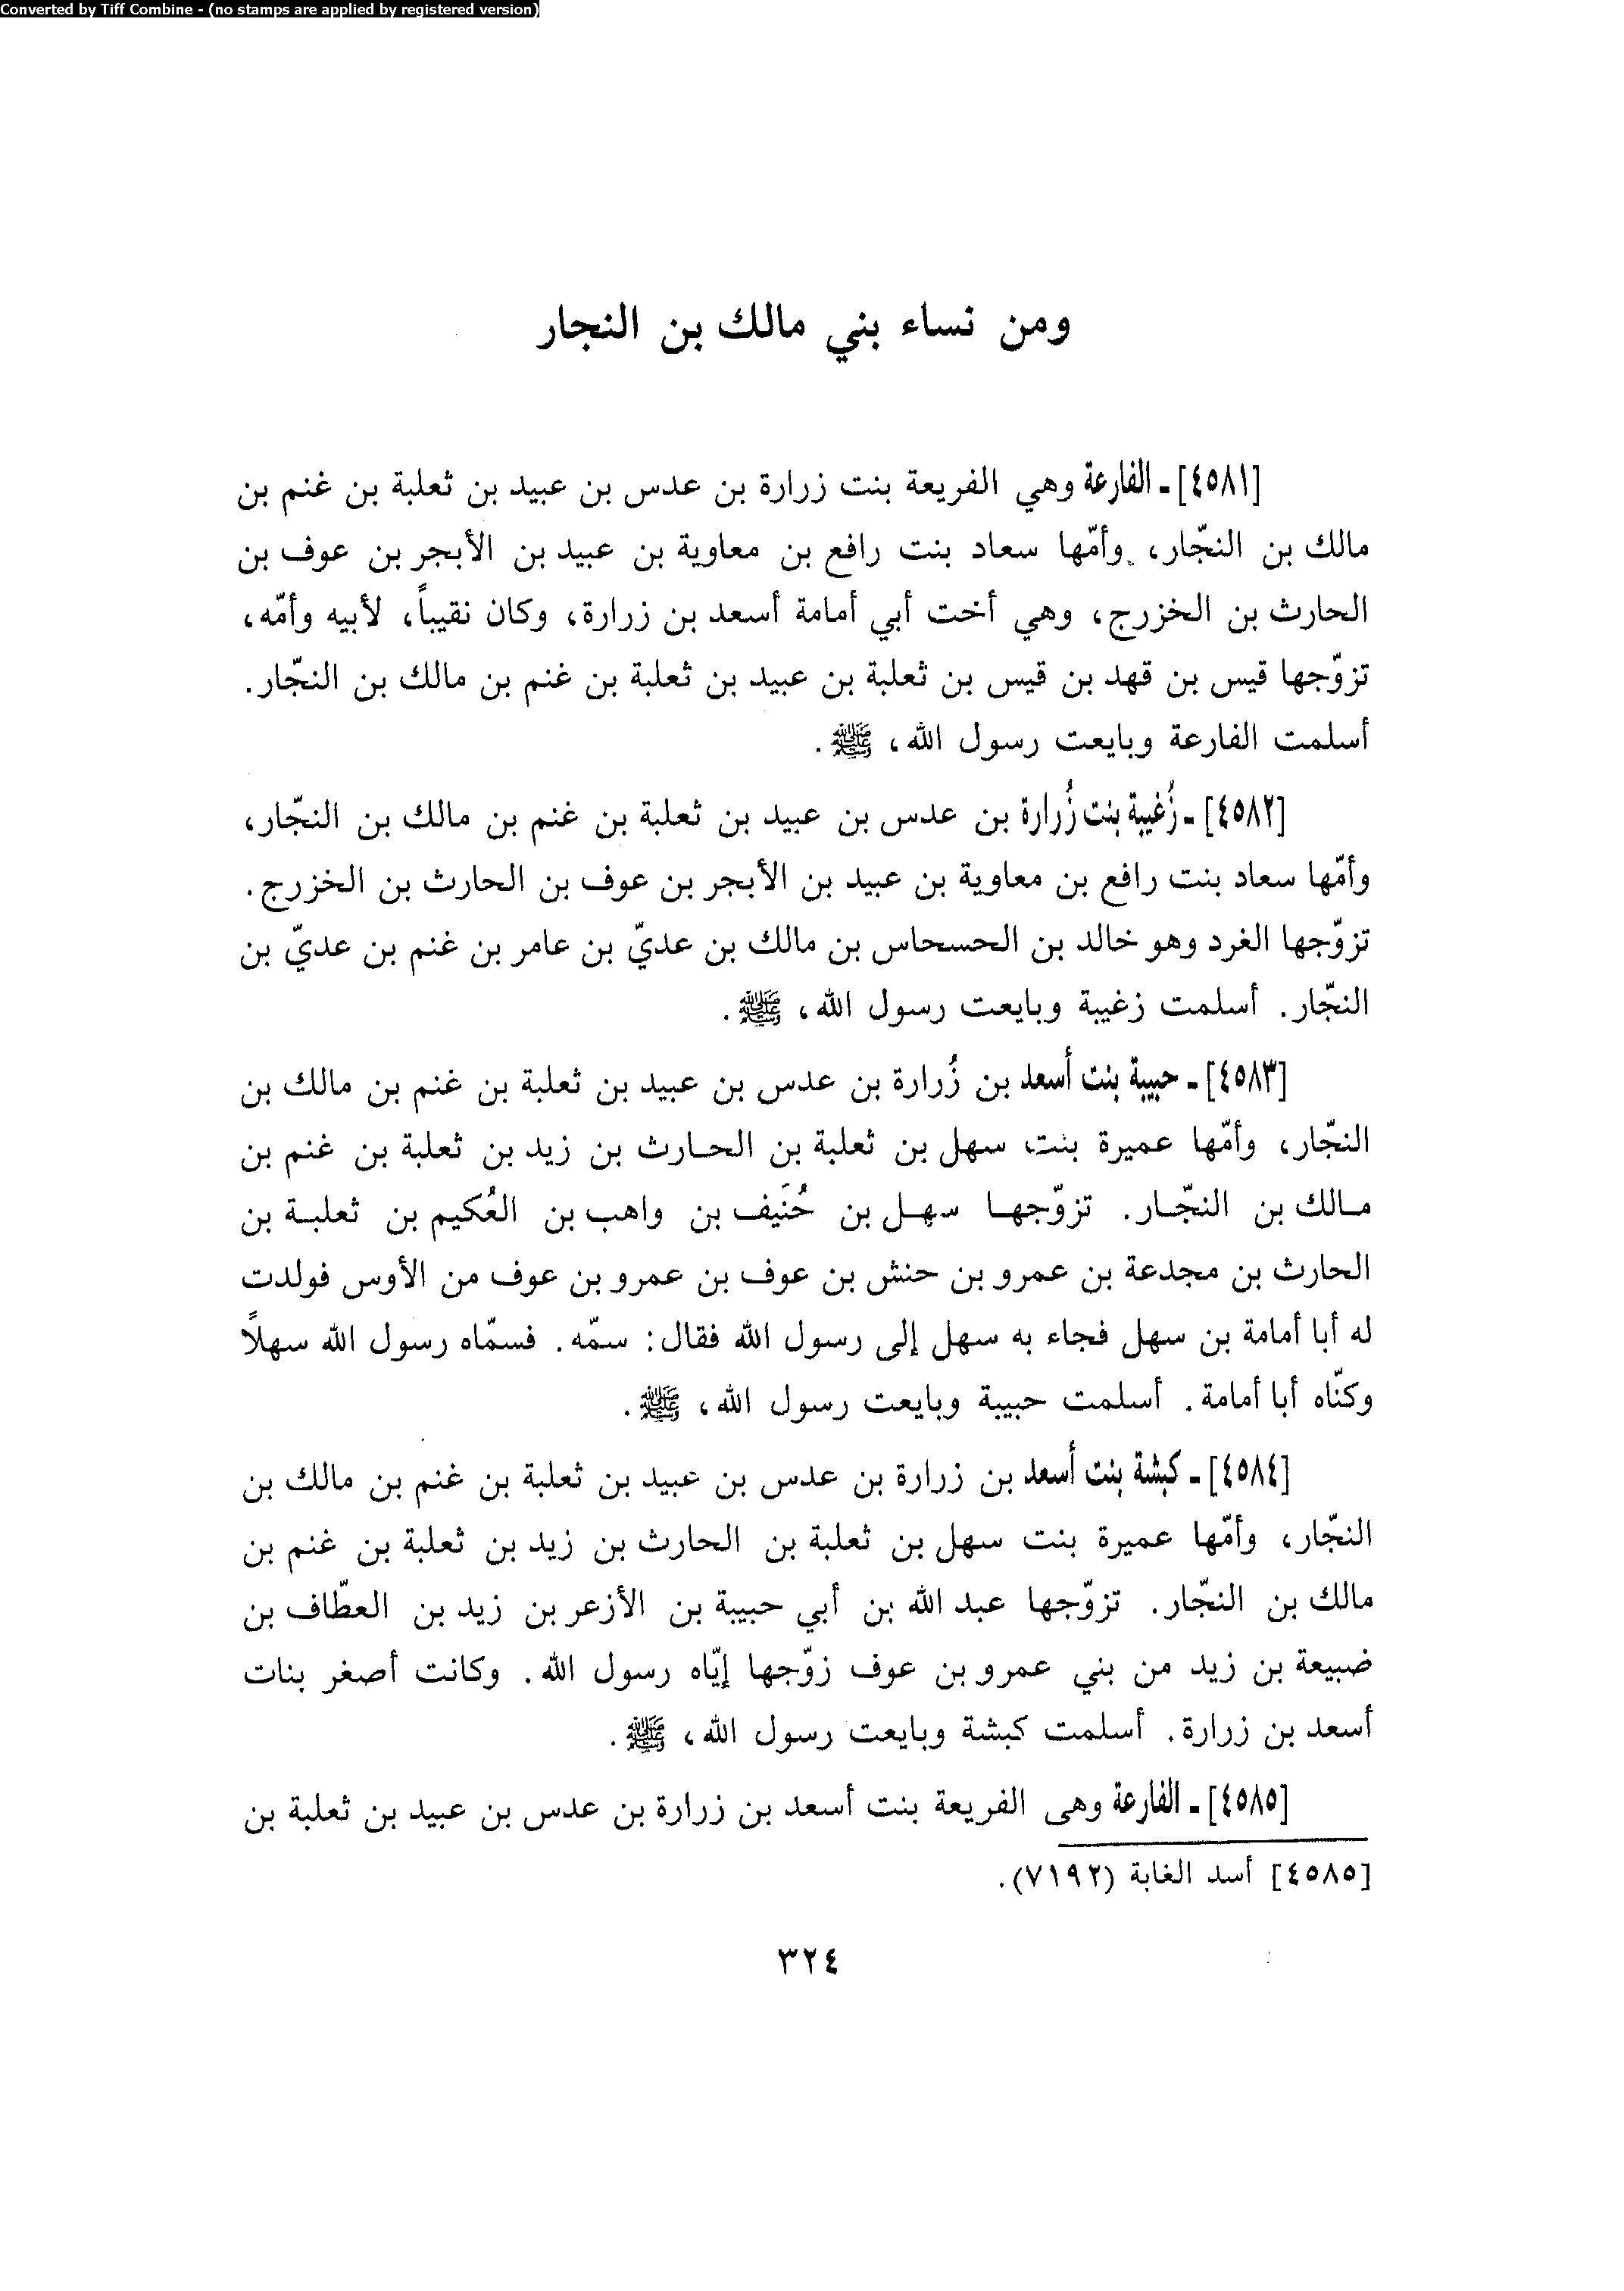 Converted by Tiff Combine - (no stamps are applied by registered version)
ومن نساء بني مالك بن النجار
[٤٥٨١] ـ الفارعة وهي الفريعة بنت زرارة بن عدس بن عبيد بن ثعلبة بن غنم بن
مالك بن النجّار، وأمّها سعاد بنت رافع بن معاوية بن عبيد بن الأبجر بن عوف بن
الحارث بن الخزرج، وهي أخت أبي أمامة أسعد بن زرارة، وكان نقيباً، لأبيه وأمّه،
تزوّجها قيس بن قهد بن قيس بن ثعلبة بن عبيد بن ثعلبة بن غنم بن مالك بن النجّار.
أسلمت الفارعة وبايعت رسول الله، ﷺ.
[٤٥٨٢] ـ زُغيبة بنت زُرارة بن عدس بن عبيد بن ثعلبة بن غنم بن مالك بن النجّار،
وأمّها سعاد بنت رافع بن معاوية بن عبيد بن الأبجر بن عوف بن الحارث بن الخزرج.
تزوّجها الغرد وهو خالد بن الحسحاس بن مالك بن عديّ بن عامر بن غنم بن عديّ بن
النجّار. أسلمت زغيبة وبايعت رسول الله، ﷺ.
[٤٥٨٣] ـ حبيبة بنت أسعد بن زُرارة بن عدس بن عبيد بن ثعلبة بن غنم بن مالك بن
النجّار، وأمّها عميرة بنت سهل بن ثعلبة بن الحارث بن زيد بن ثعلبة بن غنم بن
مالك بن النجّار. تزوّجها سهل بن حُنَيف بن واهب بن العُكيم بن ثعلبة بن
الحارث بن مجدعة بن عمرو بن حنش بن عوف بن عمرو بن عوف من الأوس فولدت
له أبا أمامة بن سهل فجاء به سهل إلى رسول الله فقال: سمّه. فسمّاه رسول الله سهلاً
وكنّاه أبا أمامة. أسلمت حبيبة وبايعت رسول الله، ﷺ.
[٤٥٨٤] ـ كبشة بنت أسعد بن زرارة بن عدس بن عبيد بن ثعلبة بن غنم بن مالك بن
النجّار، وأمّها عميرة بنت سهل بن ثعلبة بن الحارث بن زيد بن ثعلبة بن غنم بن
مالك بن النجّار. تزوّجها عبد الله بن أبي حبيبة بن الأزعر بن زيد بن العطّاف بن
ضبيعة بن زيد من بني عمرو بن عوف زوّجها إيّاه رسول الله. وكانت أصغر بنات
أسعد بن زرارة. أسلمت كبشة وبايعت رسول الله، ﷺ.
[٤٥٨٥] ـ الفارعة وهى الفريعة بنت أسعد بن زرارة بن عدس بن عبيد بن ثعلبة بن
[٤٥٨٥] أسد الغابة (٧١٩٢).
٣٢٤